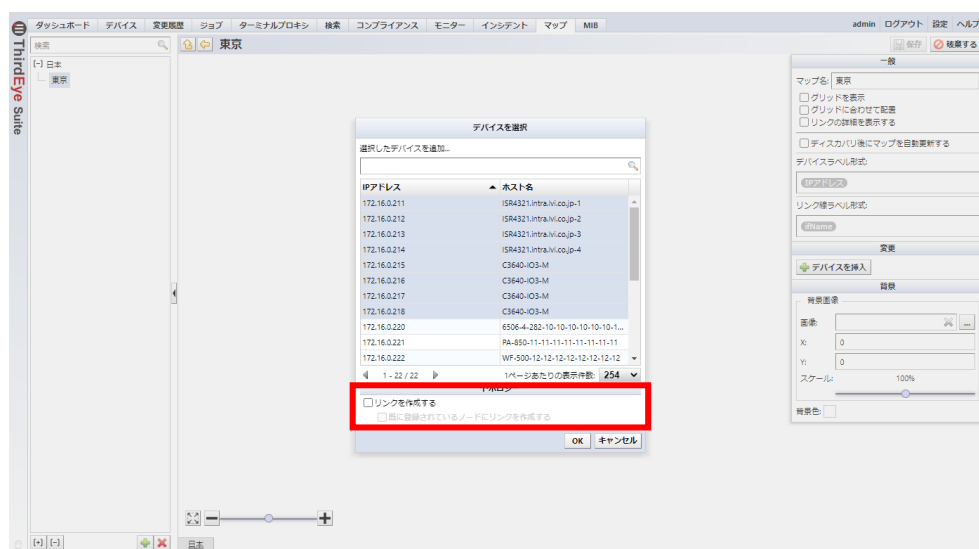 ThirdEye Suite
ダッシュボード デバイス 変更履歴 ジョブ ターミナルプロキシ 検索 コンプライアンス モニター インシデント マップ MIB
admin ログアウト 設定 ヘルプ
検索
東京
保存 破棄する
[-] 日本
東京
一般
マップ名: 東京
グリッドを表示
グリッドに合わせて配置
リンクの詳細を表示する
ディスカバリ後にマップを自動更新する
デバイスラベル形式:
IPアドレス
リンク線ラベル形式:
ifName
変更
デバイスを挿入
背景
背景画像
画像: ...
X: 0
Y: 0
スケール: 100%
背景色:
デバイスを選択
選択したデバイスを追加...
IPアドレス ホスト名
172.16.0.211 ISR4321.intra.lvi.co.jp-1
172.16.0.212 ISR4321.intra.lvi.co.jp-2
172.16.0.213 ISR4321.intra.lvi.co.jp-3
172.16.0.214 ISR4321.intra.lvi.co.jp-4
172.16.0.215 C3640-IO3-M
172.16.0.216 C3640-IO3-M
172.16.0.217 C3640-IO3-M
172.16.0.218 C3640-IO3-M
172.16.0.220 6506-4-282-10-10-10-10-10-10-1...
172.16.0.221 PA-850-11-11-11-11-11-11-11-11
172.16.0.222 WF-500-12-12-12-12-12-12-12-12
1 - 22 / 22 1ページあたりの表示件数: 254
リンクを作成する
既に登録されているノードにリンクを作成する
OK キャンセル
[+] [-]
日本